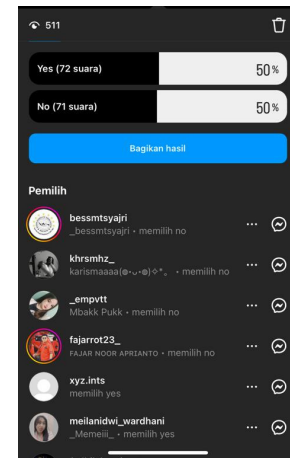 511
Yes (72 suara) 50%
No (71 suara) 50%
Bagikan hasil
Pemilih
bessmtsyajri
_bessmtsyajri • memilih no
khrsmhz_
karismaaaa(๑•ᴗ•๑)✧*。 • memilih no
_empvtt
Mbakk Pukk • memilih no
fajarrot23_
FAJAR NOOR APRIANTO • memilih no
xyz.ints
memilih yes
meilanidwi_wardhani
_Memeiii_ • memilih yes